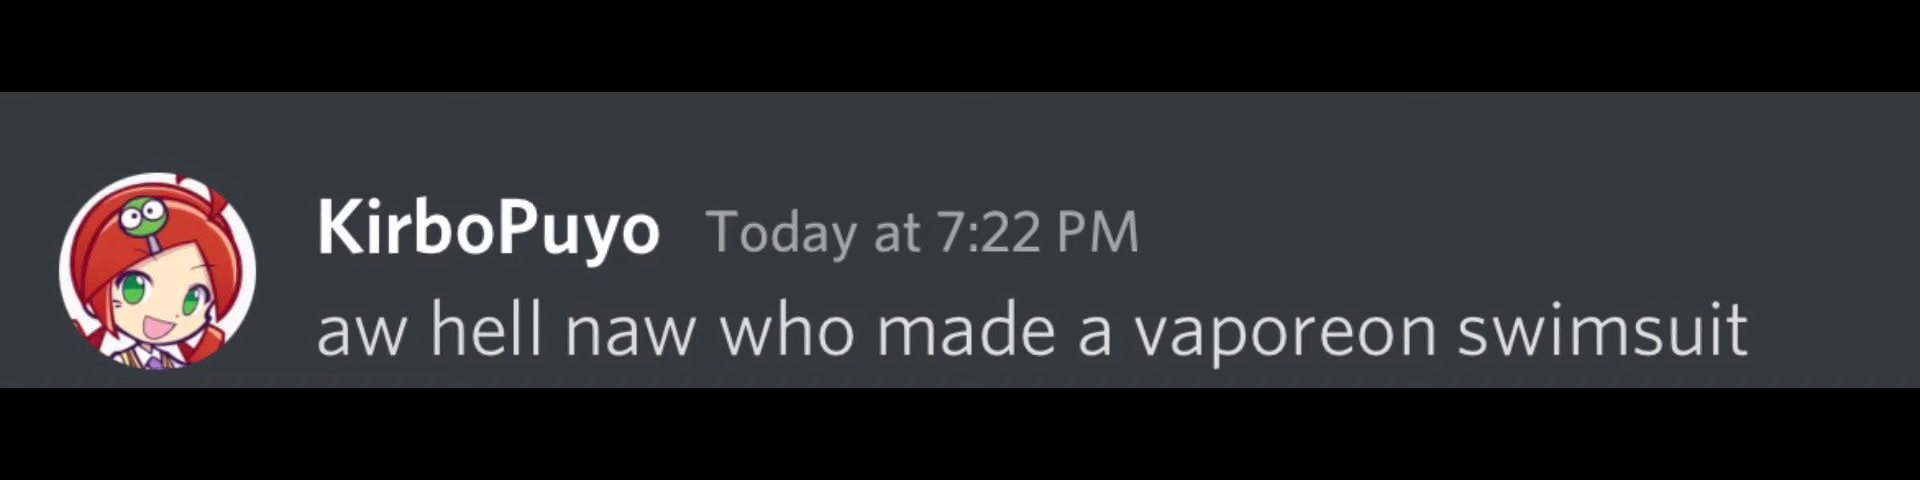 KirboPuyo Today at 7:22 PM
aw hell naw who made a vaporeon swimsuit